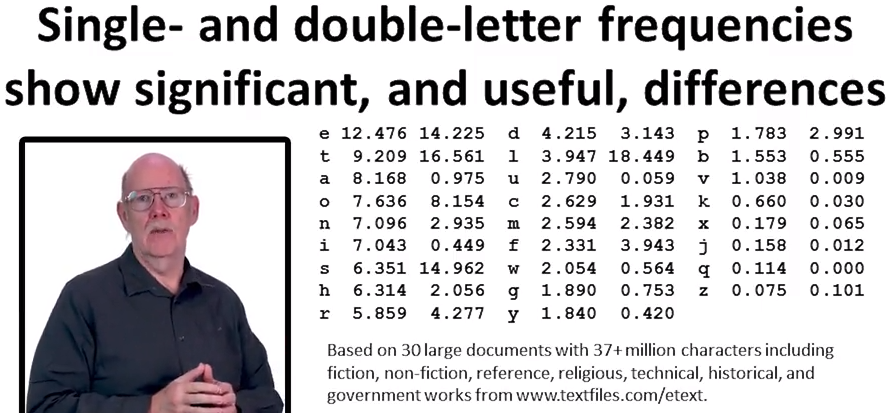 Single- and double-letter frequencies
show significant, and useful, differences
e 12.476 14.225 d 4.215 3.143 p 1.783 2.991
t 9.209 16.561 l 3.947 18.449 b 1.553 0.555
a 8.168 0.975 u 2.790 0.059 v 1.038 0.009
o 7.636 8.154 c 2.629 1.931 k 0.660 0.030
n 7.096 2.935 m 2.594 2.382 x 0.179 0.065
i 7.043 0.449 f 2.331 3.943 j 0.158 0.012
s 6.351 14.962 w 2.054 0.564 q 0.114 0.000
h 6.314 2.056 g 1.890 0.753 z 0.075 0.101
r 5.859 4.277 y 1.840 0.420
Based on 30 large documents with 37+ million characters including
fiction, non-fiction, reference, religious, technical, historical, and
government works from www.textfiles.com/etext.